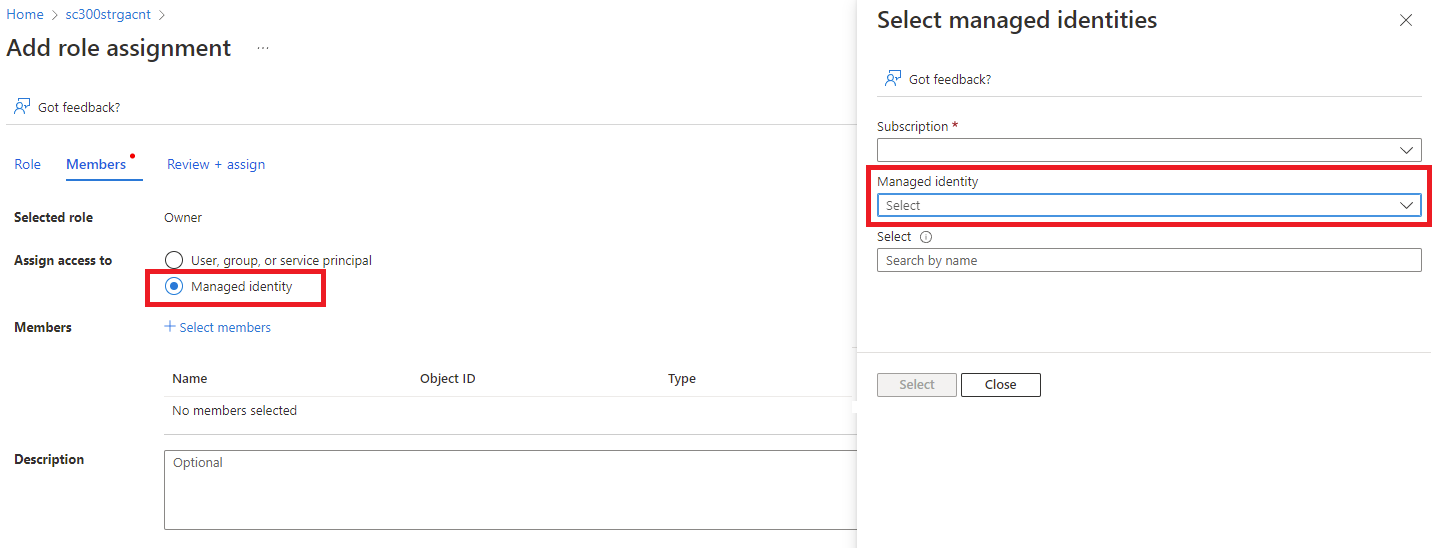 Home > sc300strgacnt >
Add role assignment ...
Got feedback?
Role Members Review + assign
Selected role Owner
Assign access to User, group, or service principal
Managed identity
Members + Select members
Name Object ID Type
No members selected
Description Optional
Select managed identities
Got feedback?
Subscription *
Managed identity
Select
Select
Search by name
Select Close